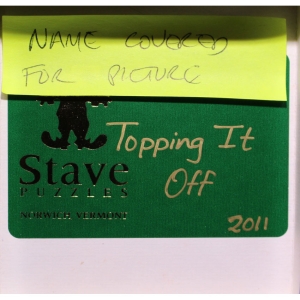 NAME COVERED
FOR PICTURE
Topping It
Off
Stave
PUZZLES
NORWICH VERMONT
2011